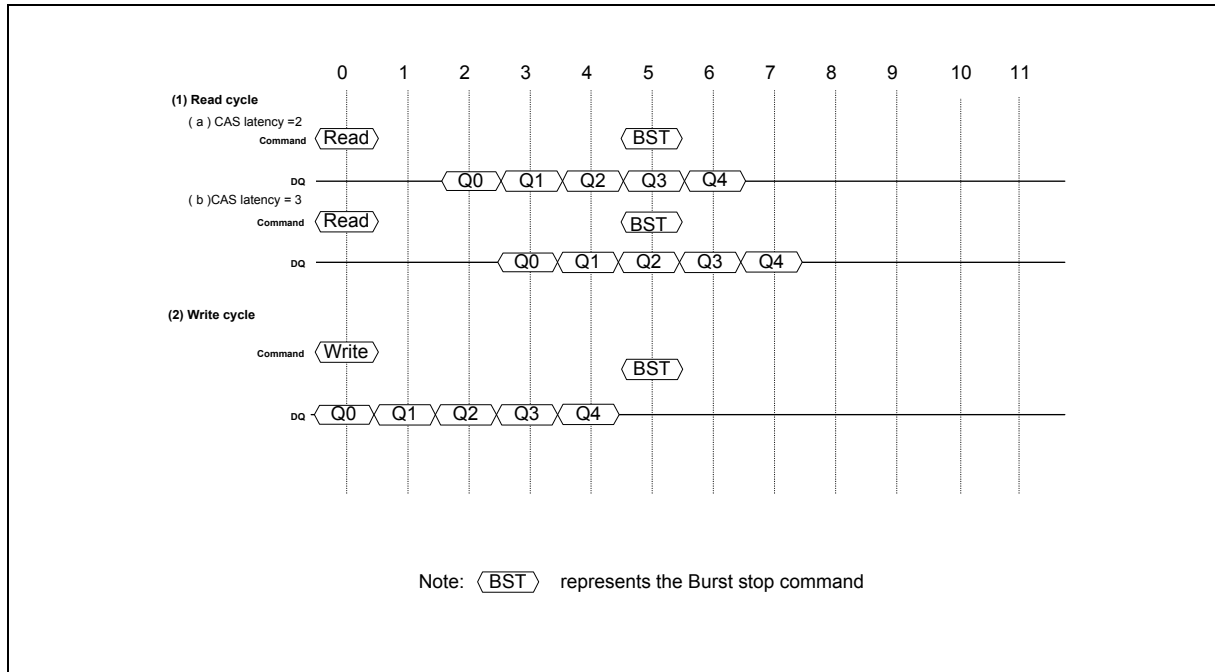 0 1 2 3 4 5 6 7 8 9 10 11
(1) Read cycle
( a ) CAS latency =2
Command Read BST
DQ Q0 Q1 Q2 Q3 Q4
( b )CAS latency = 3
Command Read BST
DQ Q0 Q1 Q2 Q3 Q4
(2) Write cycle
Command Write BST
DQ Q0 Q1 Q2 Q3 Q4
Note: BST represents the Burst stop command